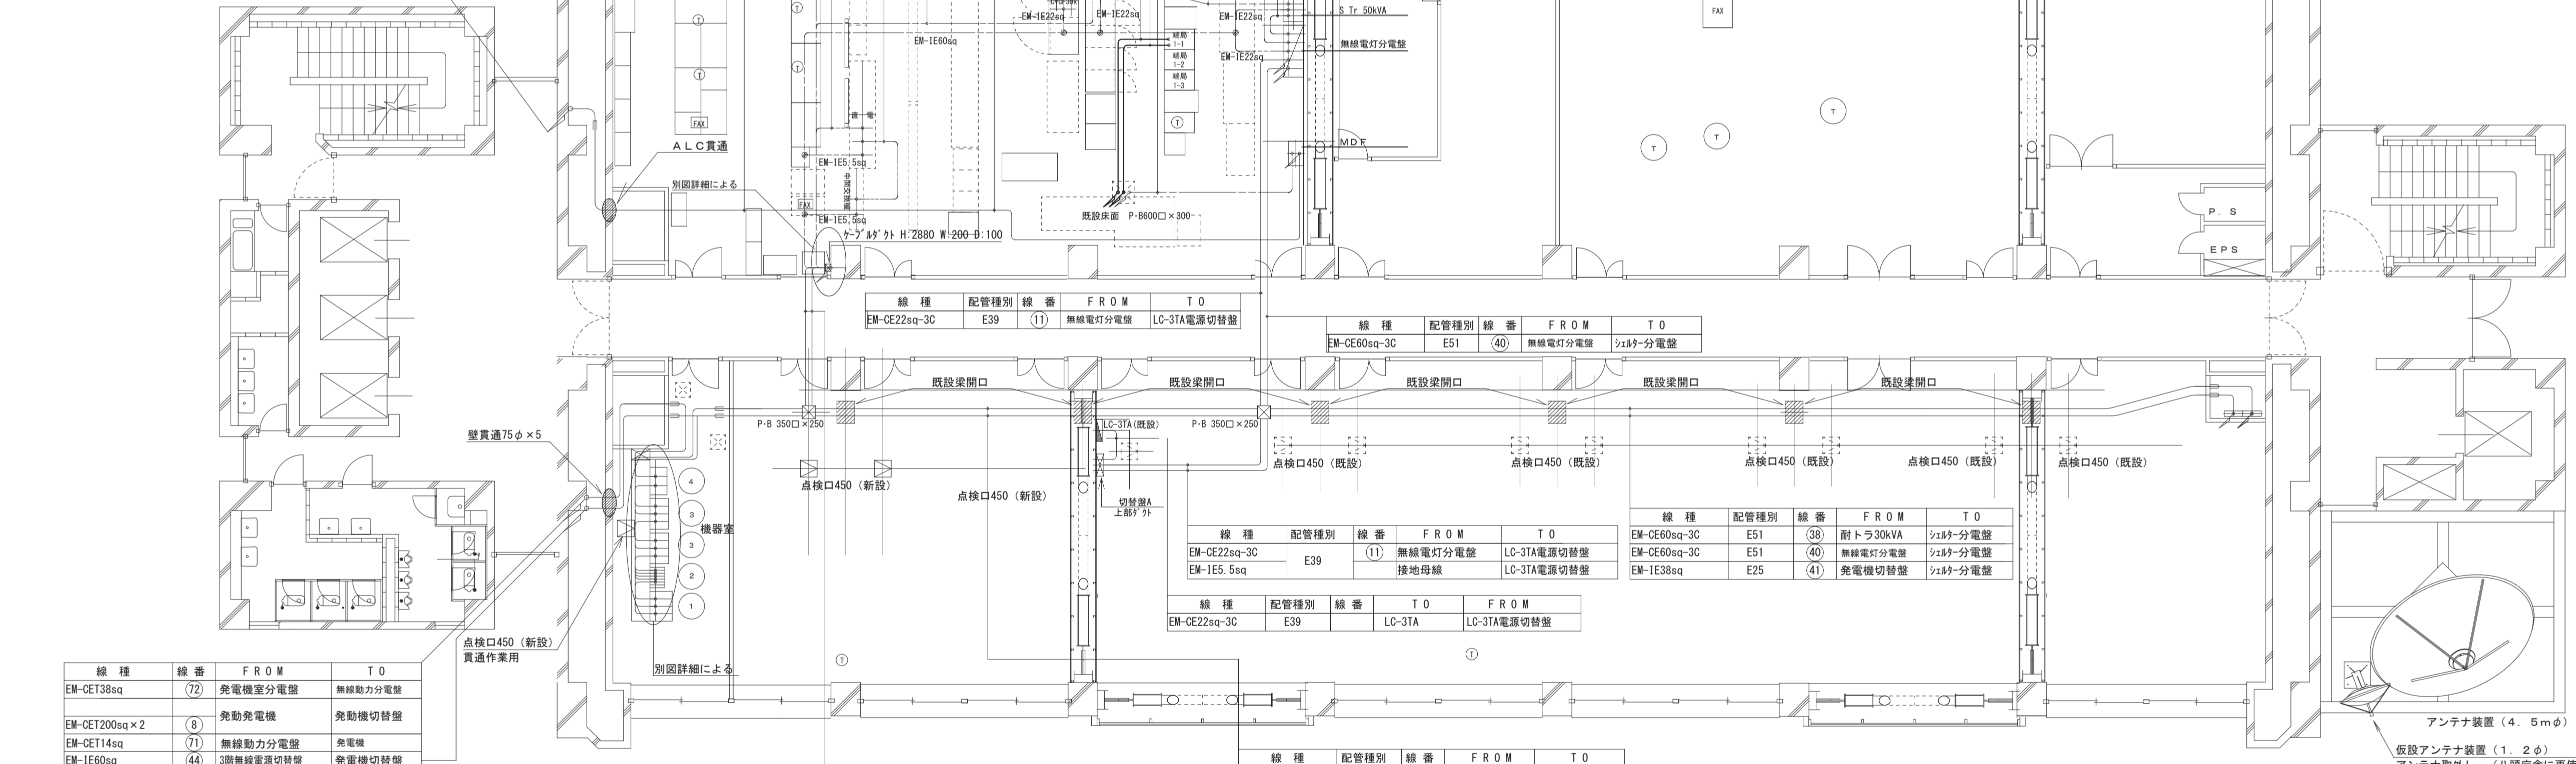 FAX
S Tr 50kVA
EM-IE22sq
EM-IE22sq
EM-IE22sq
EM-IE60sq
無線電灯分電盤
EM-IE22sq
端局
1-1
端局
1-2
端局
1-3
T
T
T
T
T
直 電
FAX
T
T
T
T
MDF
ALC貫通
EM-IE5.5sq
別図詳細による
FAX
EM-IE5.5sq
既設床面 P・B600□×300
ケーブルダクト H:2880 W:200 D:100
P.S
EPS
線 種 配管種別 線 番 FROM TO
EM-CE22sq-3C E39 11 無線電灯分電盤 LC-3TA電源切替盤
線 種 配管種別 線 番 FROM TO
EM-CE60sq-3C E51 40 無線電灯分電盤 シェルター分電盤
既設梁開口 既設梁開口 既設梁開口 既設梁開口 既設梁開口
P・B 350□×250 LC-3TA(既設) P・B 350□×250
壁貫通75φ×5
点検口450(既設) 点検口450(既設) 点検口450(既設) 点検口450(既設) 点検口450(既設)
点検口450(新設) 点検口450(新設)
切替盤A
上部ダクト
機器室
4
3
3
2
1
線 種 配管種別 線 番 FROM TO
EM-CE22sq-3C E39 11 無線電灯分電盤 LC-3TA電源切替盤
EM-IE5.5sq 接地母線 LC-3TA電源切替盤
線 種 配管種別 線 番 FROM TO
EM-CE60sq-3C E51 38 耐トラ30kVA シェルター分電盤
EM-CE60sq-3C E51 40 無線電灯分電盤 シェルター分電盤
EM-IE38sq E25 41 発電機切替盤 シェルター分電盤
線 種 配管種別 線 番 TO FROM
EM-CE22sq-3C E39 LC-3TA LC-3TA電源切替盤
点検口450(新設)
貫通作業用
別図詳細による
T
T
線 種 線 番 FROM TO
EM-CET38sq 72 発電機室分電盤 無線動力分電盤
EM-CET200sq×2 8 発動発電機 発動機切替盤
EM-CET14sq 71 無線動力分電盤 発電機
EM-IE60sq 44 3階無線電源切替盤 発電機切替盤
線 種 配管種別 線 番 FROM TO
アンテナ装置(4.5mφ)
仮設アンテナ装置(1.2φ)